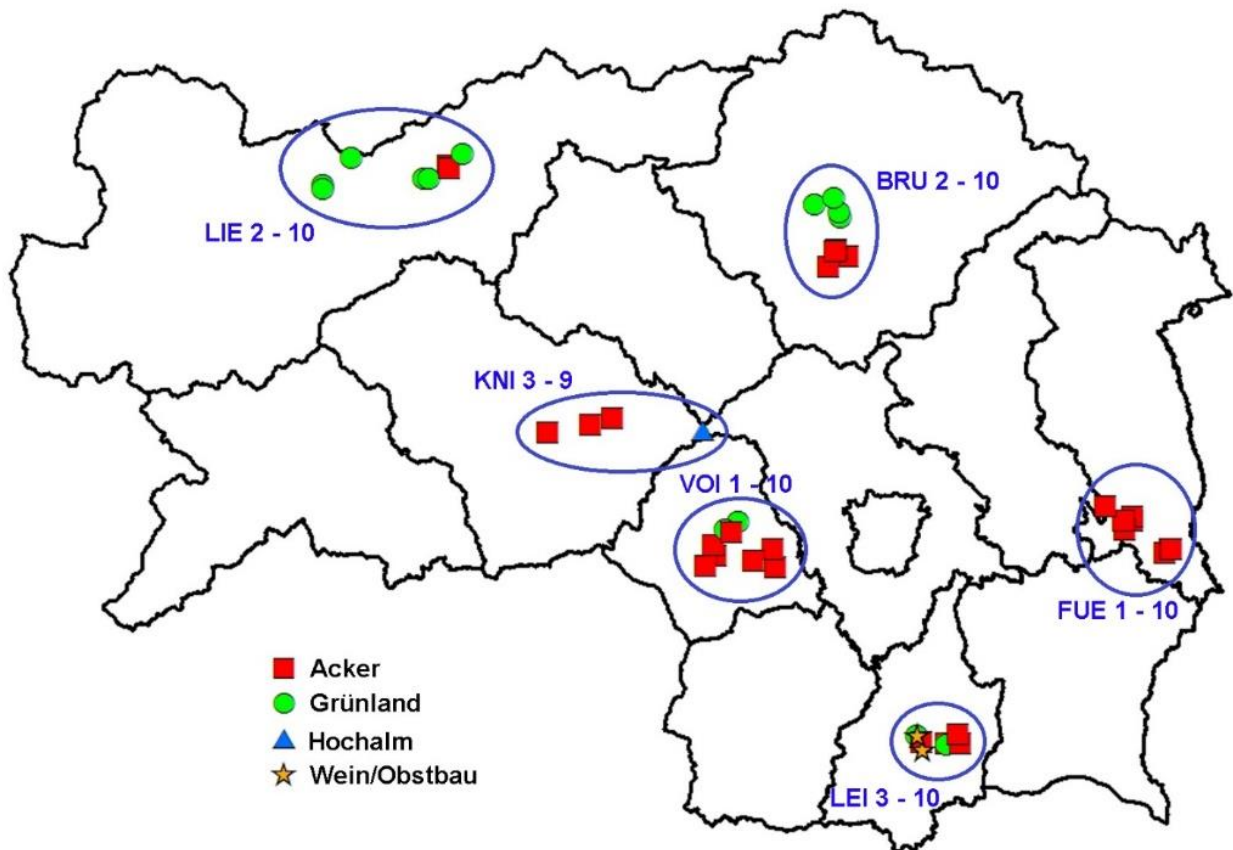 BRU 2 - 10
LIE 2 - 10
KNI 3 - 9
VOI 1 - 10
FUE 1 - 10
LEI 3 - 10
Acker
Grünland
Hochalm
Wein/Obstbau